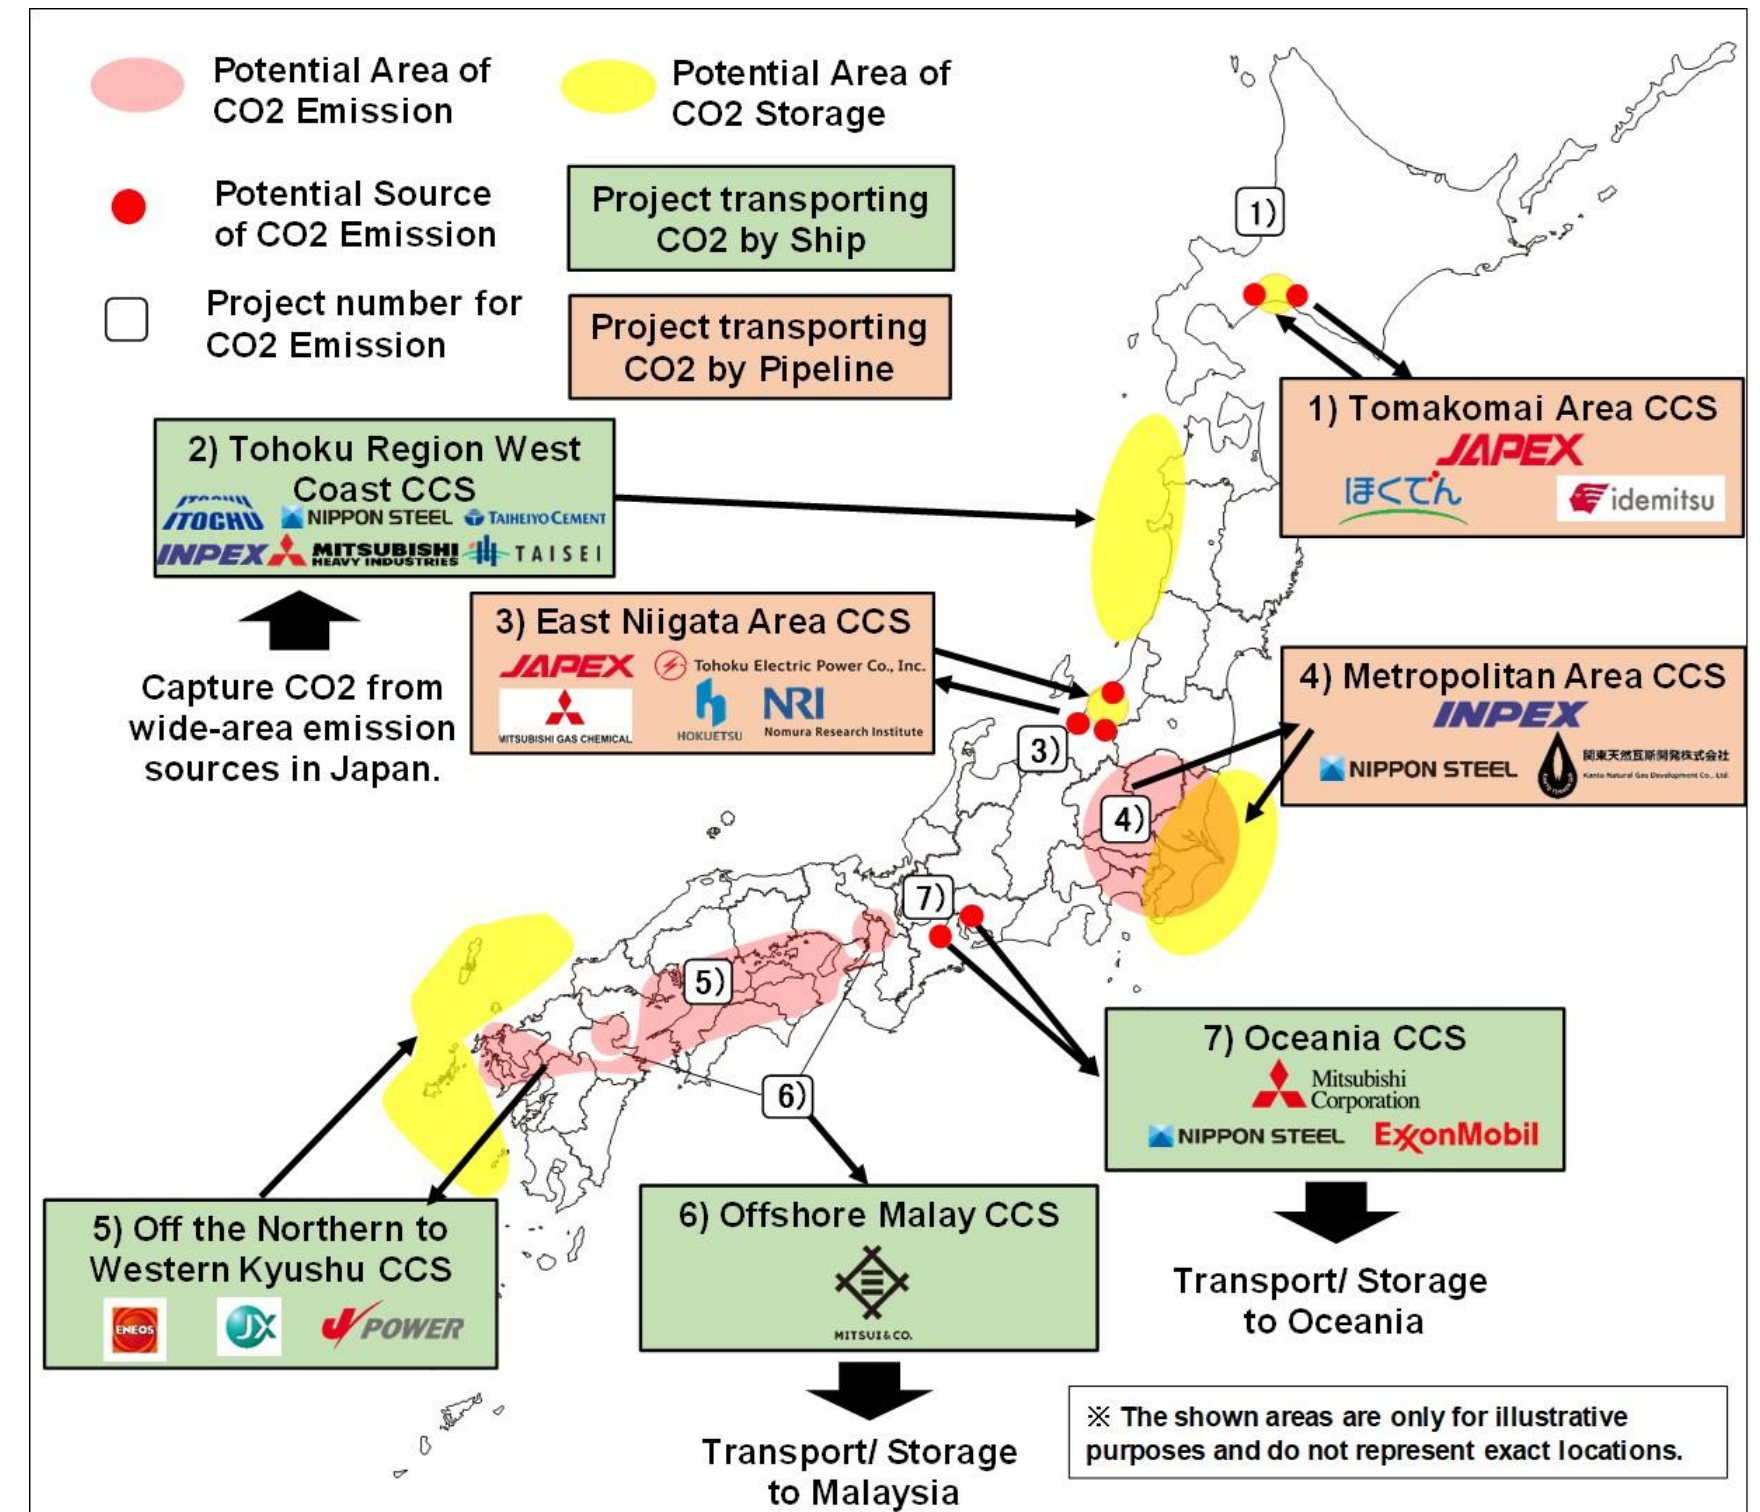 Potential Area of
CO2 Emission
Potential Area of
CO2 Storage
Potential Source
of CO2 Emission
Project transporting
CO2 by Ship
Project number for
CO2 Emission
Project transporting
CO2 by Pipeline
1)
1) Tomakomai Area CCS
JAPEX
ほくでん
idemitsu
2) Tohoku Region West
Coast CCS
ITOCHU
ITOCHU NIPPON STEEL TAIHEIYO CEMENT
INPEX MITSUBISHI TAISEI
HEAVY INDUSTRIES
Capture CO2 from
wide-area emission
sources in Japan.
3) East Niigata Area CCS
JAPEX Tohoku Electric Power Co., Inc.
NRI
MITSUBISHI GAS CHEMICAL HOKUETSU Nomura Research Institute
3)
4) Metropolitan Area CCS
INPEX
NIPPON STEEL
関東天然瓦斯開発株式会社
Kanto Natural Gas Development Co., Ltd.
4)
7)
5)
6)
7) Oceania CCS
Mitsubishi
Corporation
NIPPON STEEL ExxonMobil
Transport/ Storage
to Oceania
5) Off the Northern to
Western Kyushu CCS
ENEOS JX J POWER
6) Offshore Malay CCS
MITSUI & CO.
Transport/ Storage
to Malaysia
※ The shown areas are only for illustrative
purposes and do not represent exact locations.